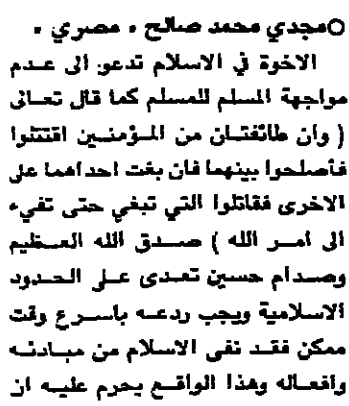 ○مجدي محمد صالح ٠ مصري ٠
الاخوة في الاسلام تدعو الى عدم
مواجهة المسلم للمسلم كما قال تعالى
( وان طائفتان من المؤمنين اقتتلوا
فأصلحوا بينهما فان بغت احداهما على
الاخرى فقاتلوا التي تبغي حتى تفيء
الى امر الله ) صدق الله العظيم
وصدام حسين تعدى على الحدود
الاسلامية ويجب ردعه باسرع وقت
ممكن فقد نفى الاسلام من مبادئه
وافعاله وهذا الواقع يحرم عليه ان